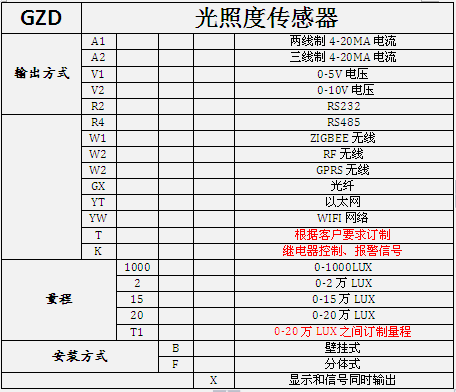 GZD 光照度传感器
输出方式
A1 两线制 4-20MA 电流
A2 三线制 4-20MA 电流
V1 0-5V 电压
V2 0-10V 电压
R2 RS232
R4 RS485
W1 ZIGBEE 无线
W2 RF 无线
W2 GPRS 无线
GX 光纤
YT 以太网
YW WIFI 网络
T 根据客户要求订制
K 继电器控制、报警信号
量程
1000 0-1000LUX
2 0-2 万 LUX
15 0-15 万 LUX
20 0-20 万 LUX
T1 0-20 万 LUX 之间订制量程
安装方式
B 壁挂式
F 分体式
X 显示和信号同时输出